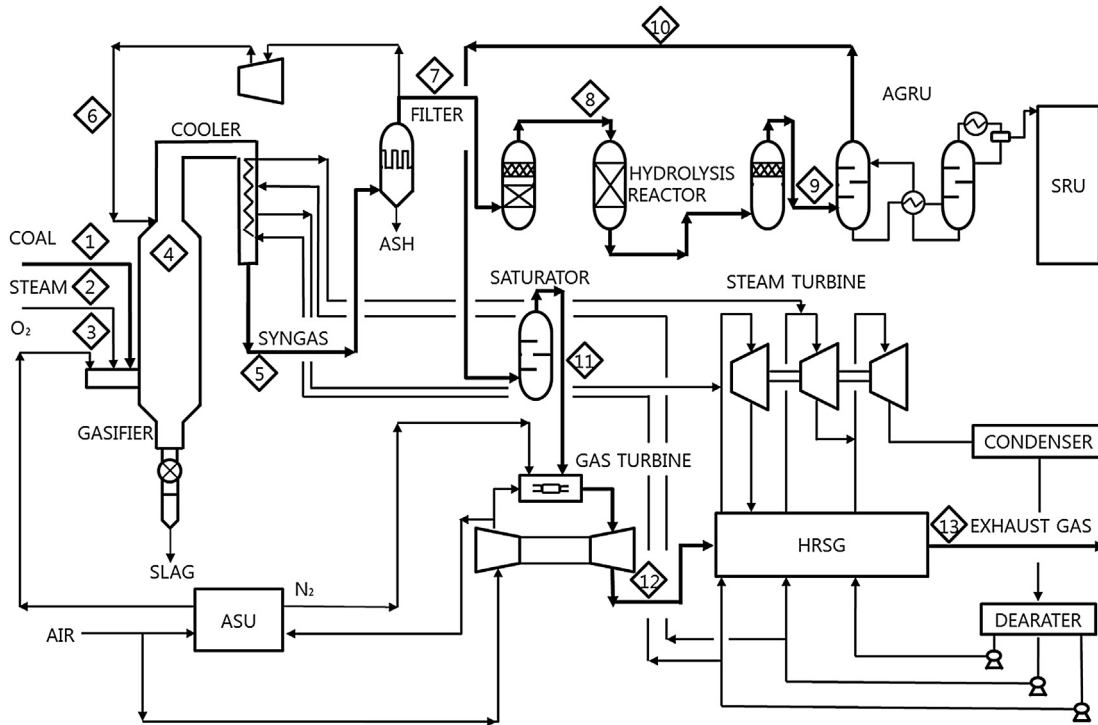 10
7
8
AGRU
6
FILTER
COOLER
HYDROLYSIS
REACTOR
9
SRU
COAL
1
4
ASH
STEAM
2
SATURATOR
STEAM TURBINE
O₂
3
SYNGAS
5
11
GASIFIER
CONDENSER
GAS TURBINE
13
EXHAUST GAS
HRSG
SLAG
12
N₂
ASU
AIR
DEARATER